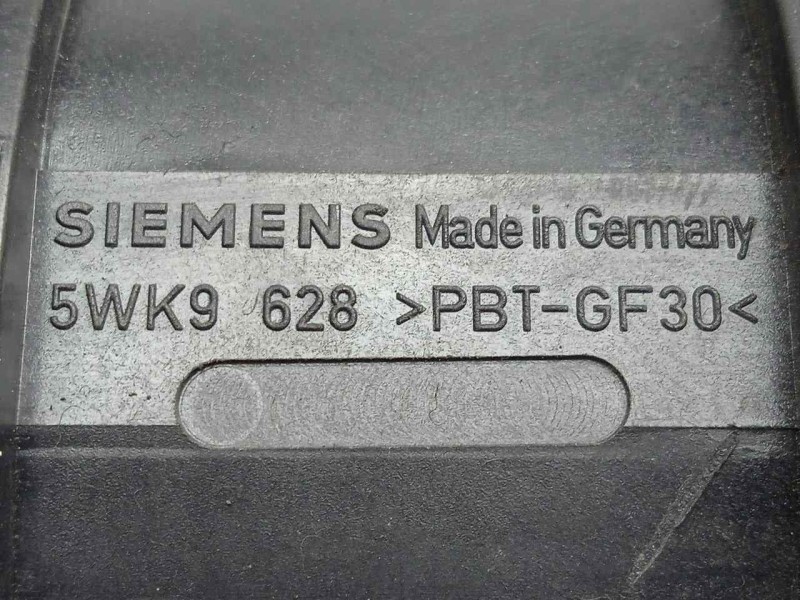 SIEMENS Made in Germany
5WK9 628 >PBT-GF30<